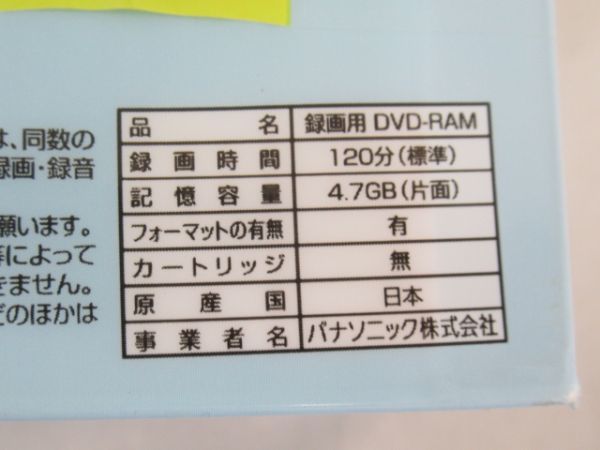 は、同数の
録画・録音
願います。
によって
きません。
どのほかは
品名 録画用 DVD-RAM
録画時間 120分(標準)
記憶容量 4.7GB(片面)
フォーマットの有無 有
カートリッジ 無
原産国 日本
事業者名 パナソニック株式会社